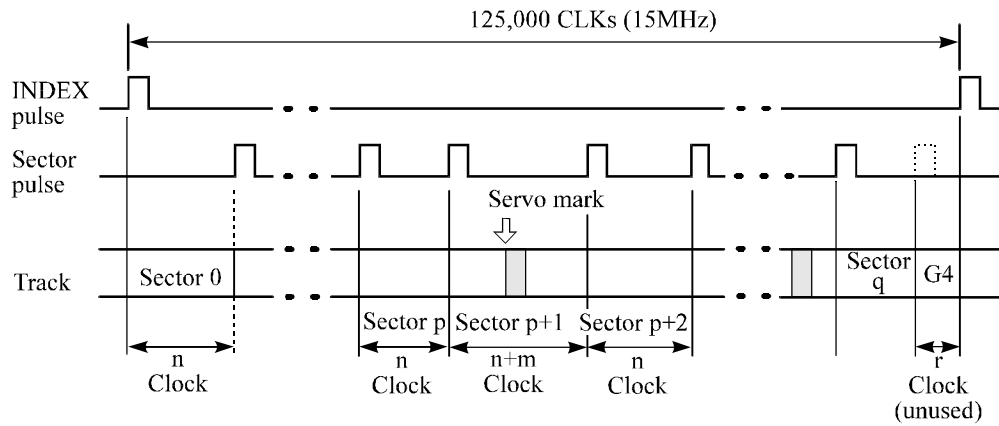 125,000 CLKs (15MHz)
INDEX
pulse
Sector
pulse
Servo mark
Track
Sector 0
Sector
q
G4
Sector p
Sector p+1
Sector p+2
n
Clock
n
Clock
n+m
Clock
n
Clock
r
Clock
(unused)